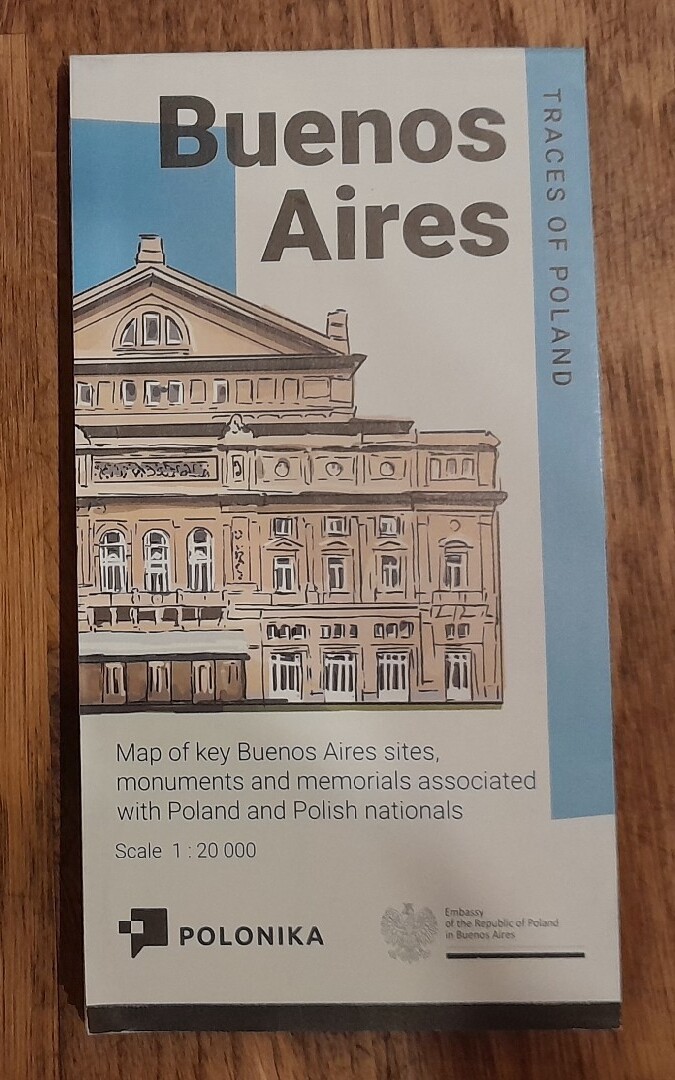 Buenos
Aires
TRACES OF POLAND
Map of key Buenos Aires sites,
monuments and memorials associated
with Poland and Polish nationals
Scale 1 : 20 000
POLONIKA
Embassy
of the Republic of Poland
in Buenos Aires